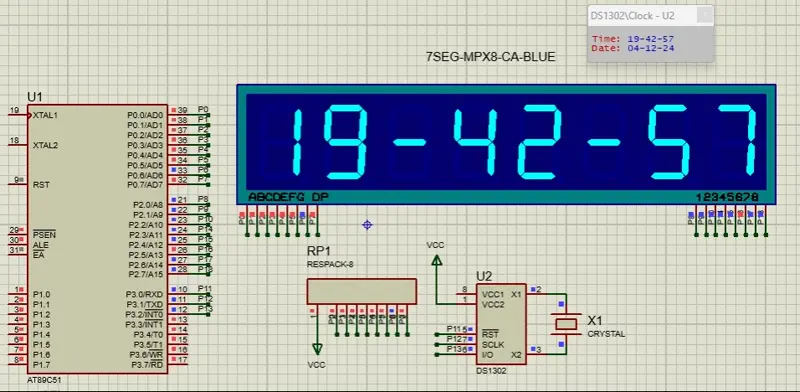 DS1302\Clock - U2
Time: 19-42-57
Date: 04-12-24
7SEG-MPX8-CA-BLUE
19-42-57
ABCDEFG DP
12345678
U1
19 XTAL1
18 XTAL2
9 RST
29 PSEN
30 ALE
31 EA
1 P1.0
2 P1.1
3 P1.2
4 P1.3
5 P1.4
6 P1.5
7 P1.6
8 P1.7
P0.0/AD0 39 P0
P0.1/AD1 38 P1
P0.2/AD2 37 P2
P0.3/AD3 36 P3
P0.4/AD4 35 P4
P0.5/AD5 34 P5
P0.6/AD6 33 P6
P0.7/AD7 32 P7
P2.0/A8 21 P8
P2.1/A9 22 P9
P2.2/A10 23 P10
P2.3/A11 24
P2.4/A12 25
P2.5/A13 26
P2.6/A14 27
P2.7/A15 28
P3.0/RXD 10 P11
P3.1/TXD 11 P12
P3.2/INT0 12 P13
P3.3/INT1 13
P3.4/T0 14
P3.5/T1 15
P3.6/WR 16
P3.7/RD 17
AT89C51
RP1
RESPACK-8
1
VCC
VCC
U2
8 VCC1 X1 2
1 VCC2
P11 5 RST
P12 7 SCLK
P13 6 I/O X2 3
DS1302
X1
CRYSTAL